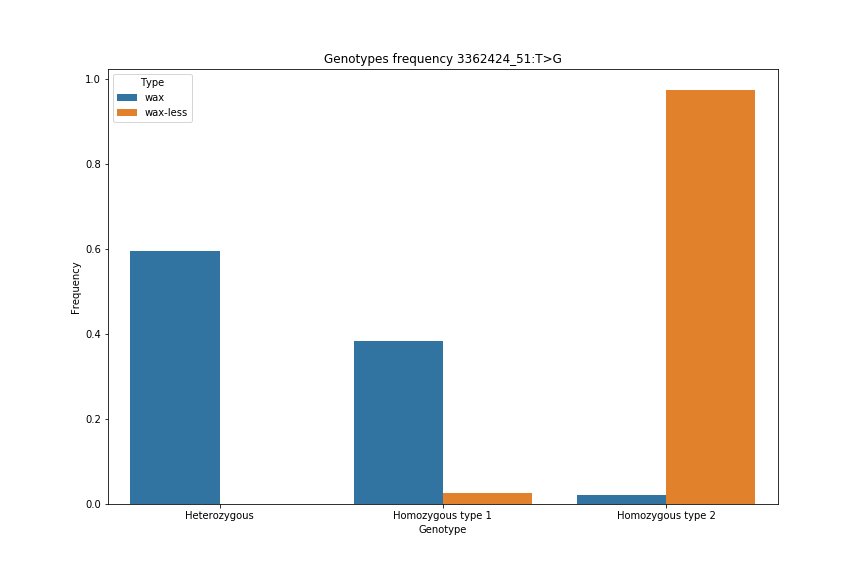 Genotypes frequency 3362424_51:T>G
Type
wax
wax-less
1.0
0.8
0.6
0.4
0.2
0.0
Frequency
Heterozygous
Homozygous type 1
Homozygous type 2
Genotype